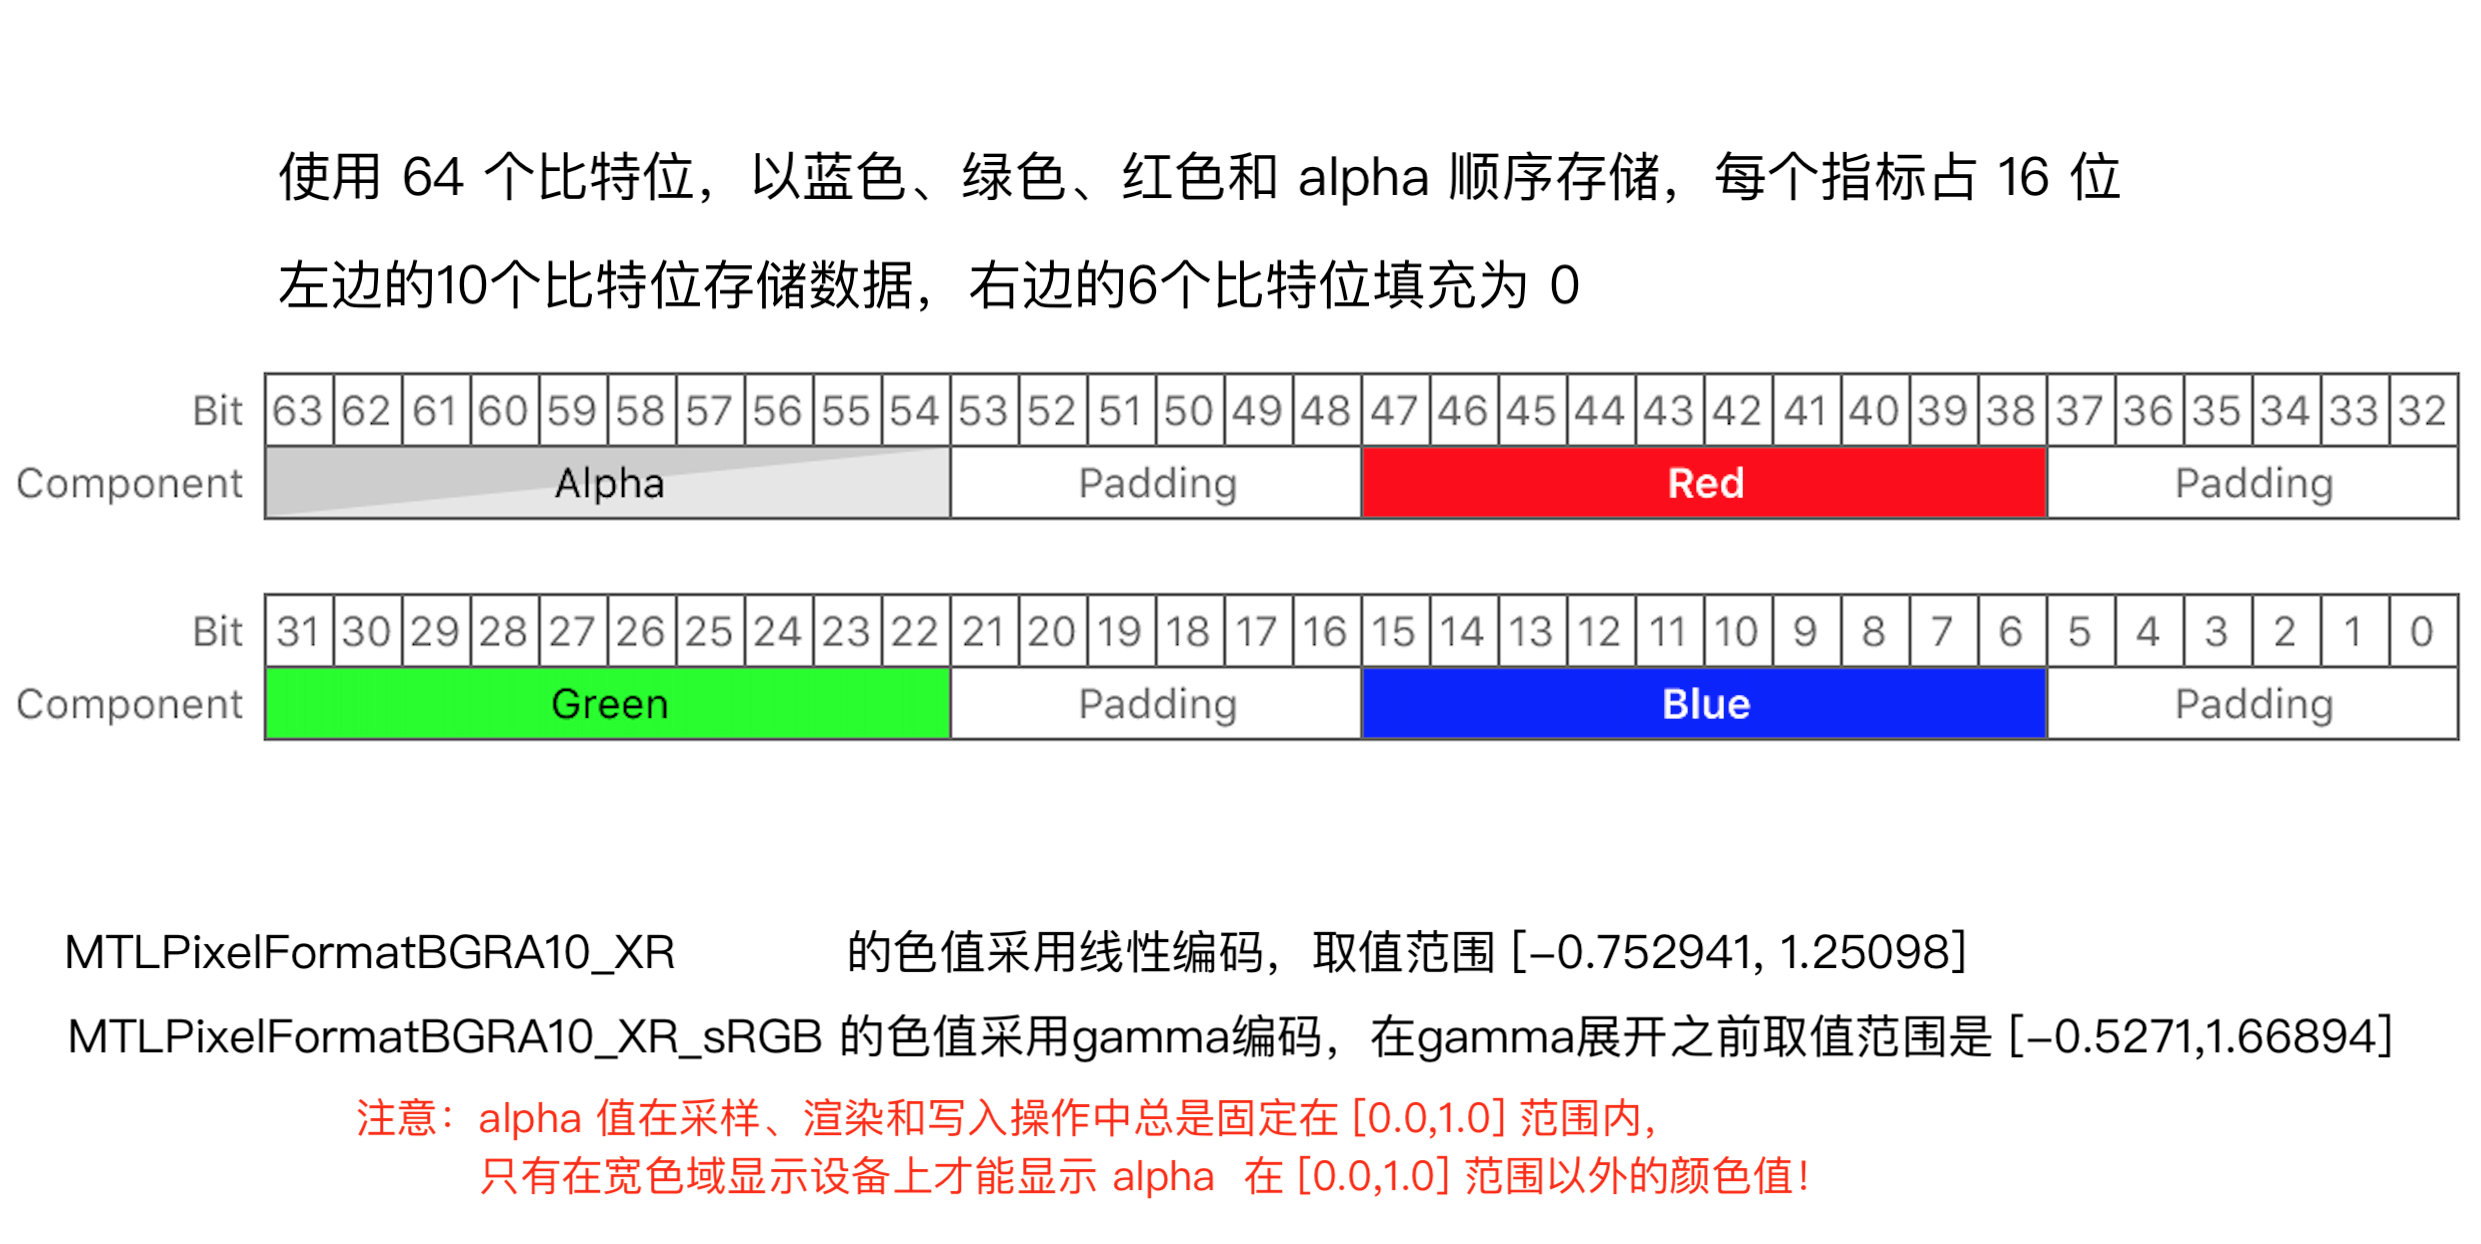 使用 64 个比特位，以蓝色、绿色、红色和 alpha 顺序存储，每个指标占 16 位
左边的10个比特位存储数据，右边的6个比特位填充为 0
Bit 63 62 61 60 59 58 57 56 55 54 53 52 51 50 49 48 47 46 45 44 43 42 41 40 39 38 37 36 35 34 33 32
Component Alpha Padding Red Padding
Bit 31 30 29 28 27 26 25 24 23 22 21 20 19 18 17 16 15 14 13 12 11 10 9 8 7 6 5 4 3 2 1 0
Component Green Padding Blue Padding
MTLPixelFormatBGRA10_XR 的色值采用线性编码，取值范围 [-0.752941, 1.25098]
MTLPixelFormatBGRA10_XR_sRGB 的色值采用gamma编码，在gamma展开之前取值范围是 [-0.5271,1.66894]
注意：alpha 值在采样、渲染和写入操作中总是固定在 [0.0,1.0] 范围内，
只有在宽色域显示设备上才能显示 alpha 在 [0.0,1.0] 范围以外的颜色值！